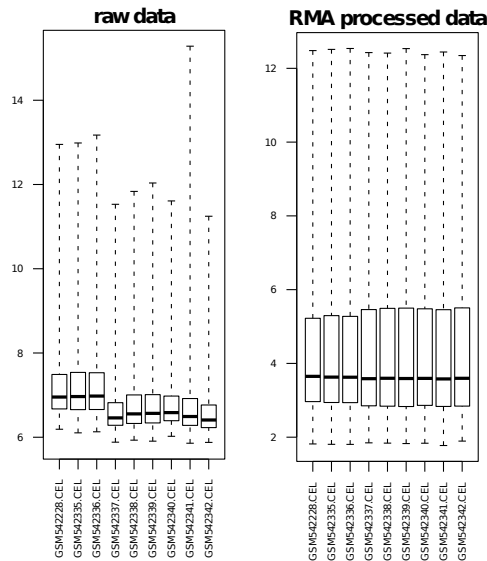 raw data
14
12
10
8
6
GSM542228.CEL
GSM542335.CEL
GSM542336.CEL
GSM542337.CEL
GSM542338.CEL
GSM542339.CEL
GSM542340.CEL
GSM542341.CEL
GSM542342.CEL
RMA processed data
12
10
8
6
4
2
GSM542228.CEL
GSM542335.CEL
GSM542336.CEL
GSM542337.CEL
GSM542338.CEL
GSM542339.CEL
GSM542340.CEL
GSM542341.CEL
GSM542342.CEL